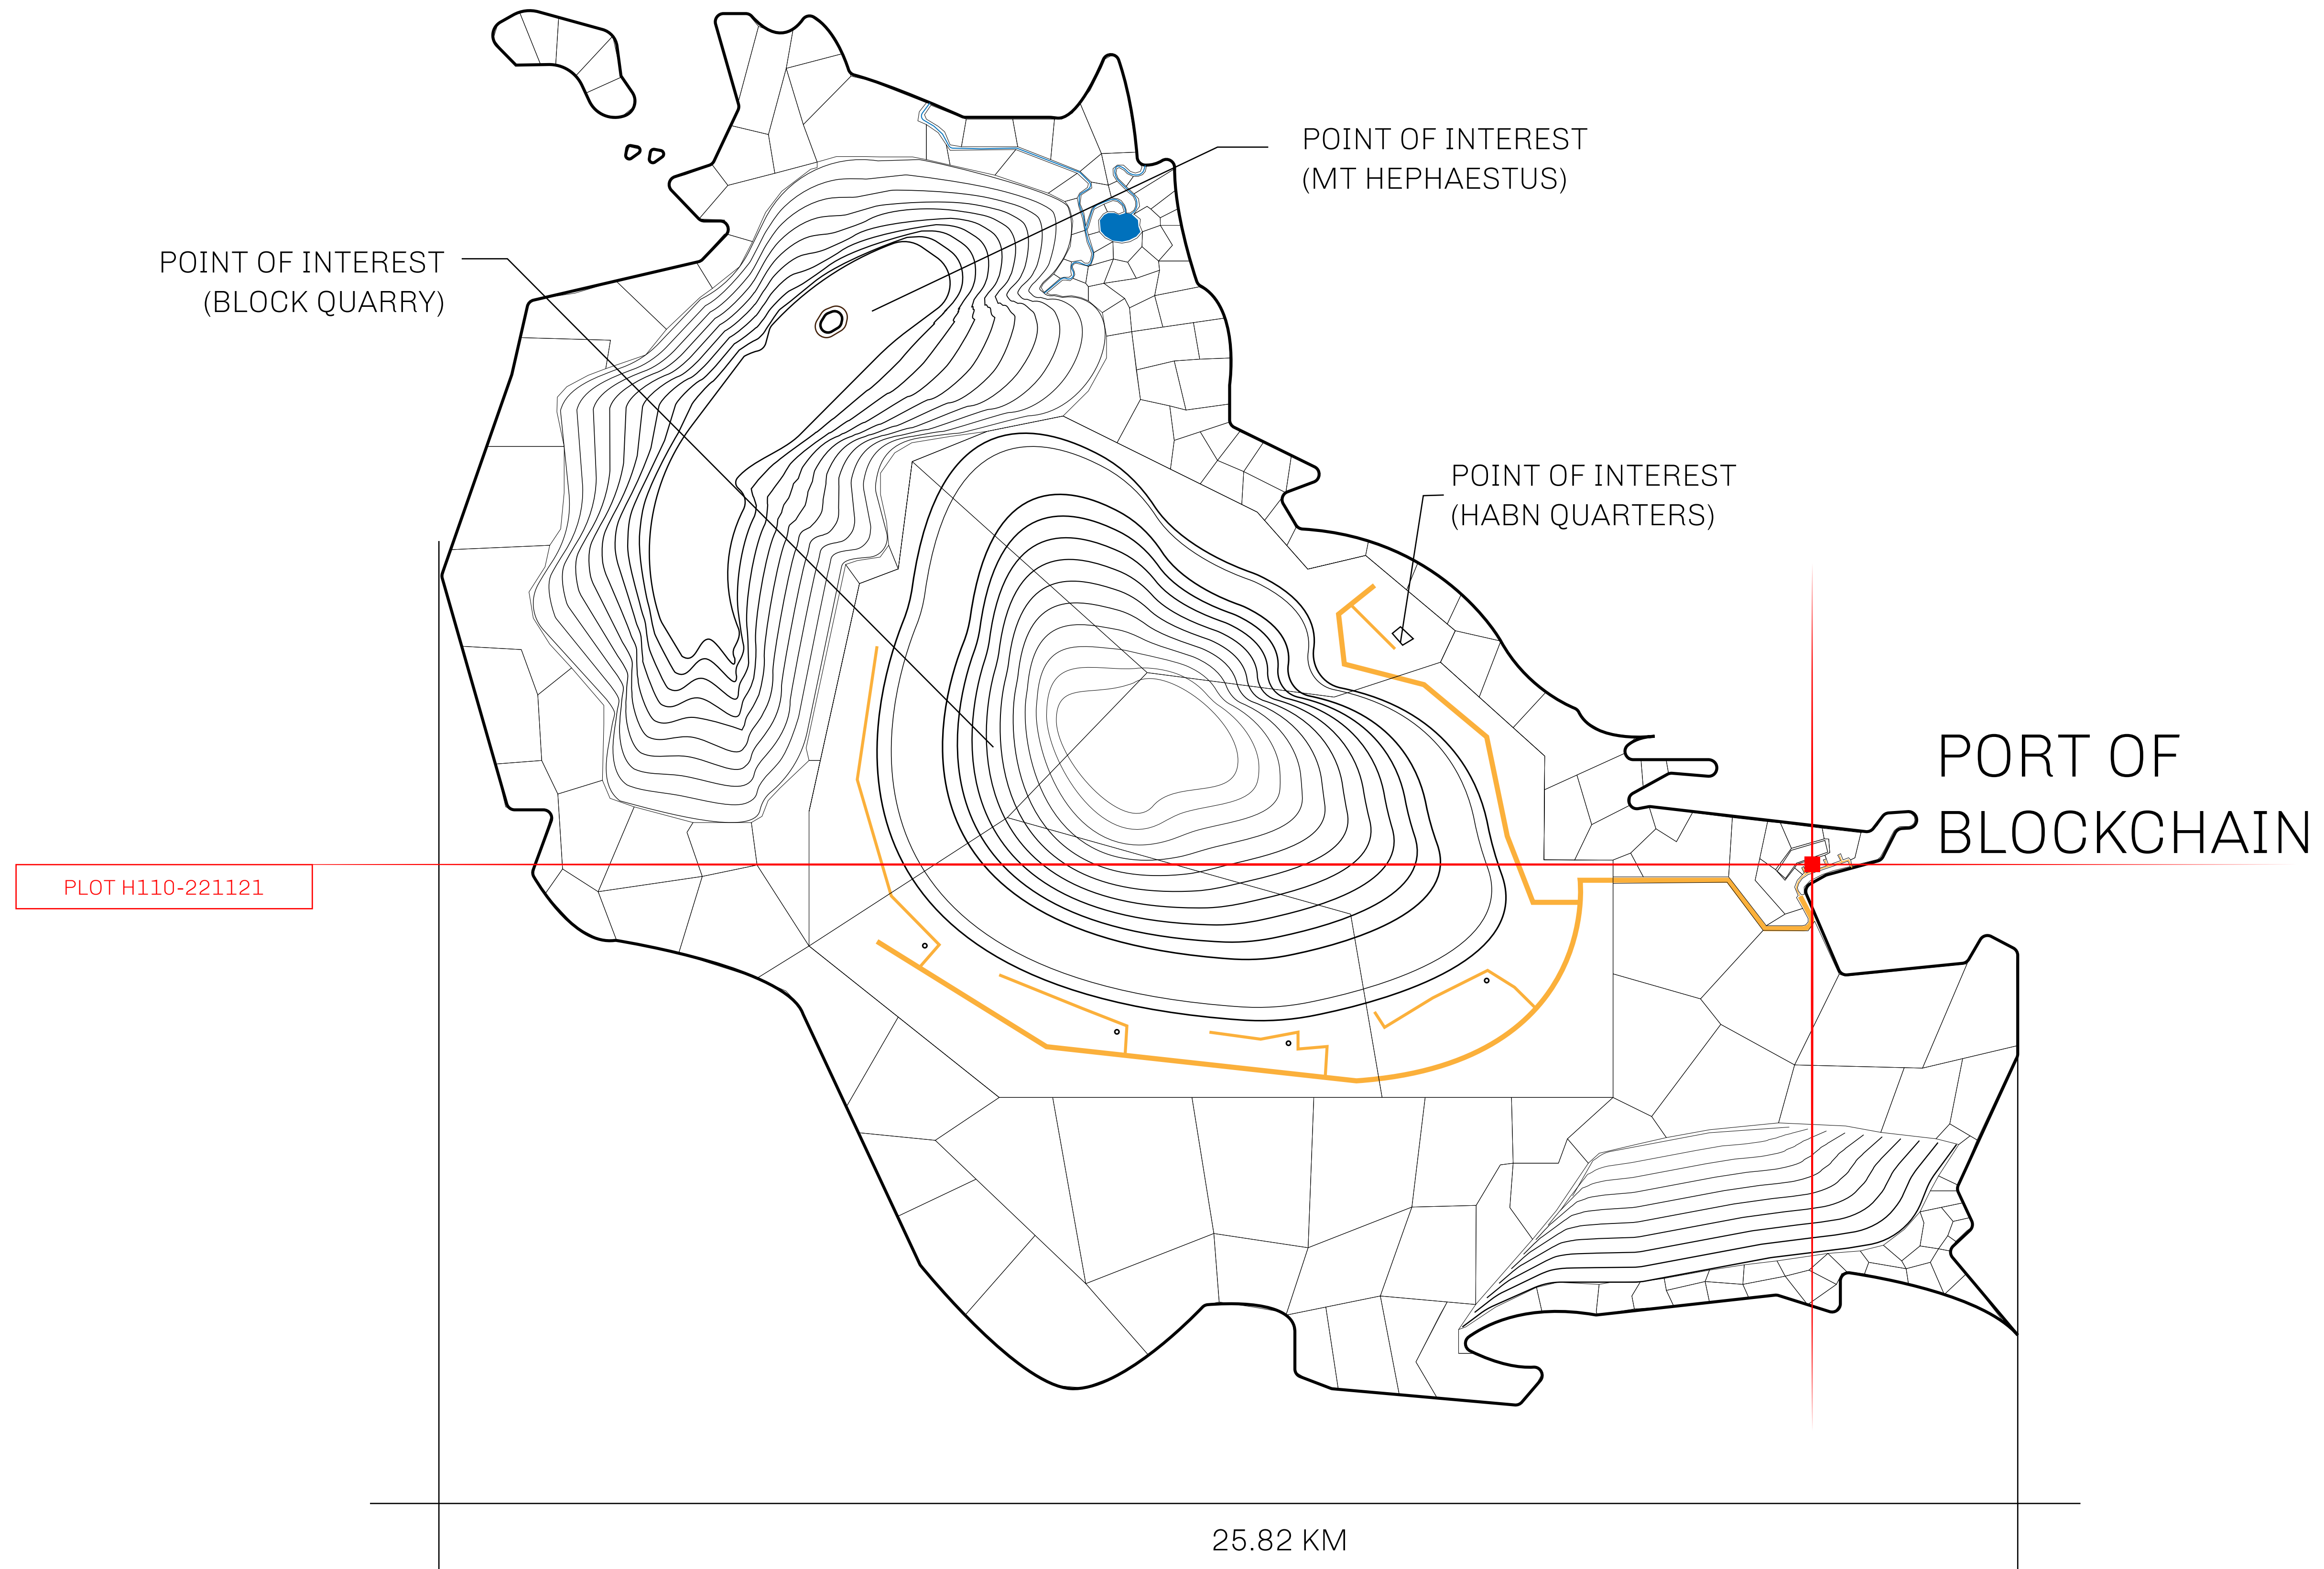 POINT OF INTEREST
(MT HEPHAESTUS)
POINT OF INTEREST
(BLOCK QUARRY)
POINT OF INTEREST
(HABN QUARTERS)
PORT OF
BLOCKCHAIN
PLOT H110-221121
25.82 KM